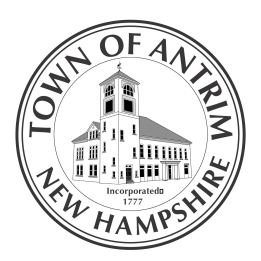 TOWN OF ANTRIM
Incorporated
1777
NEW HAMPSHIRE